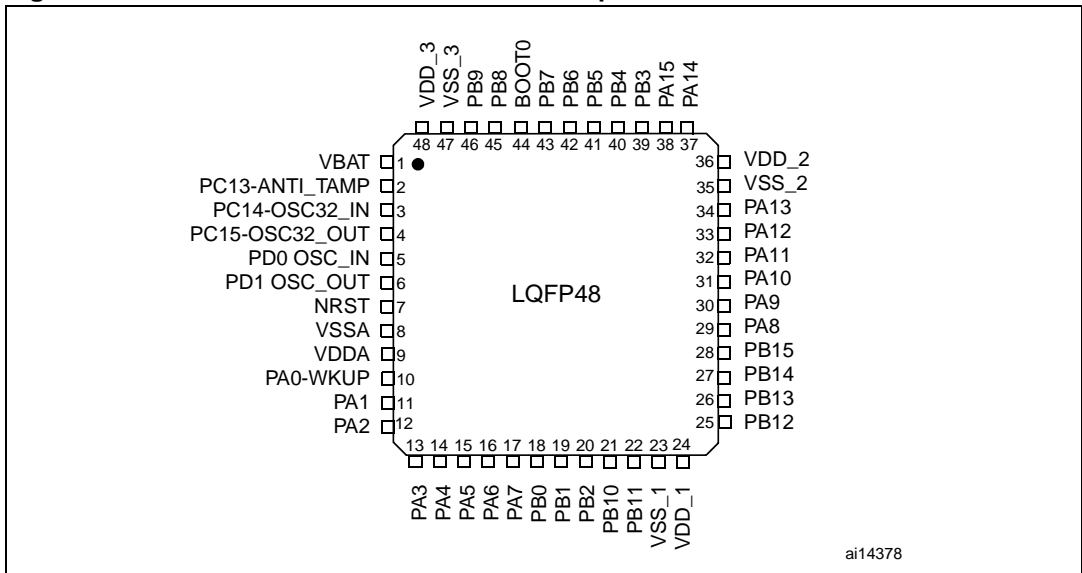 VDD_3
VSS_3
PB9
PB8
BOOT0
PB7
PB6
PB5
PB4
PB3
PA15
PA14
48 47 46 45 44 43 42 41 40 39 38 37
VBAT 1
PC13-ANTI_TAMP 2
PC14-OSC32_IN 3
PC15-OSC32_OUT 4
PD0 OSC_IN 5
PD1 OSC_OUT 6
NRST 7
VSSA 8
VDDA 9
PA0-WKUP 10
PA1 11
PA2 12
LQFP48
36 VDD_2
35 VSS_2
34 PA13
33 PA12
32 PA11
31 PA10
30 PA9
29 PA8
28 PB15
27 PB14
26 PB13
25 PB12
13 14 15 16 17 18 19 20 21 22 23 24
PA3
PA4
PA5
PA6
PA7
PB0
PB1
PB2
PB10
PB11
VSS_1
VDD_1
ai14378